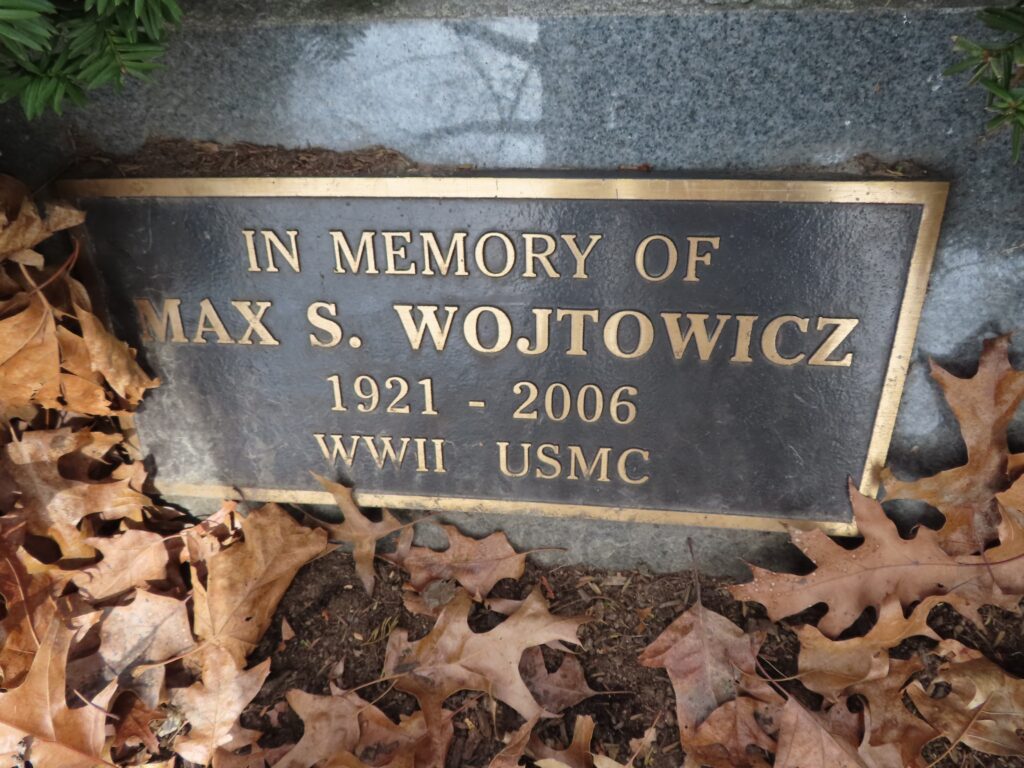 IN MEMORY OF
MAX S. WOJTOWICZ
1921 - 2006
WWII USMC